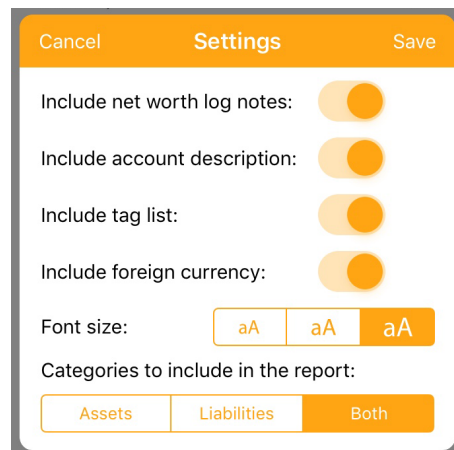 Cancel Settings Save
Include net worth log notes:
Include account description:
Include tag list:
Include foreign currency:
Font size: aA aA aA
Categories to include in the report:
Assets Liabilities Both